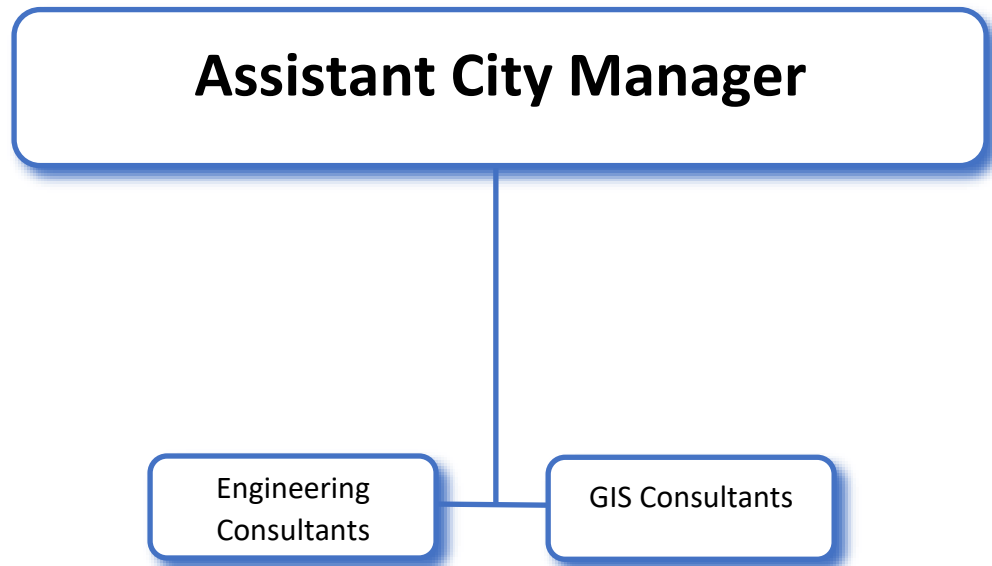 Assistant City Manager
Engineering
Consultants
GIS Consultants